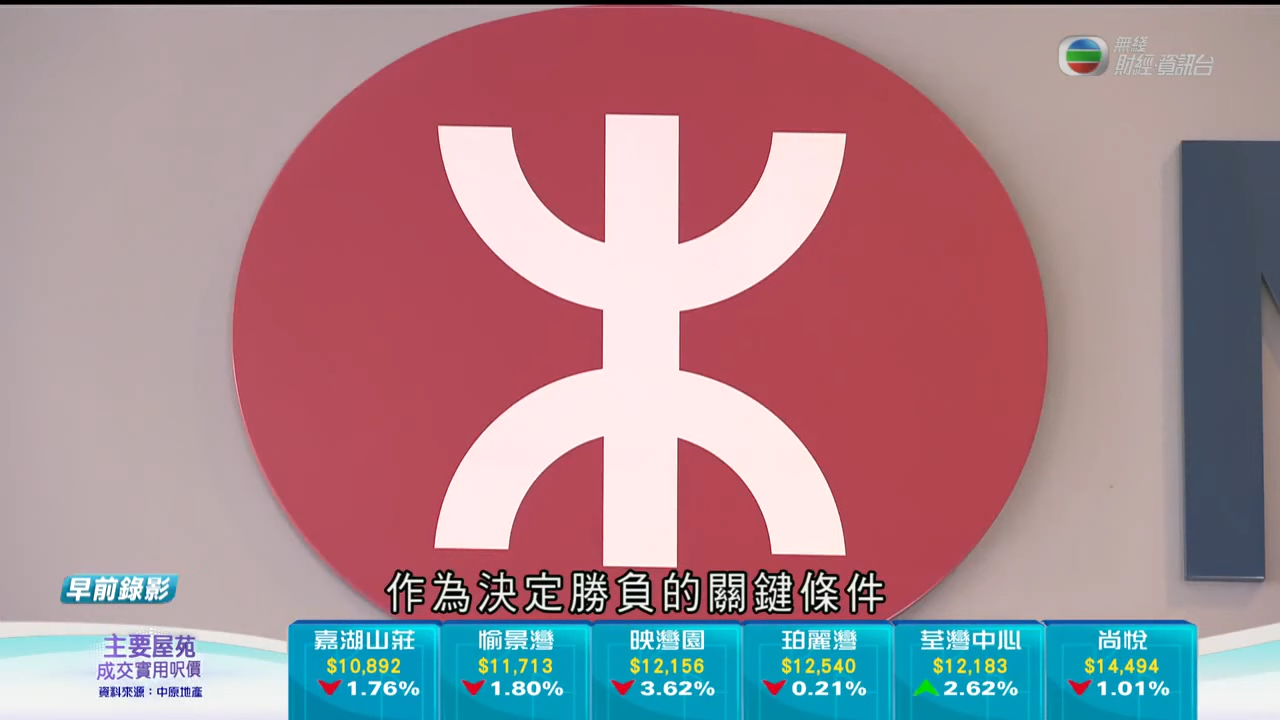 無綫
財經·資訊台
早前錄影
作為決定勝負的關鍵條件
主要屋苑
成交實用呎價
資料來源：中原地產
嘉湖山莊
$10,892
1.76%
愉景灣
$11,713
1.80%
映灣園
$12,156
3.62%
珀麗灣
$12,540
0.21%
荃灣中心
$12,183
2.62%
尚悅
$14,494
1.01%